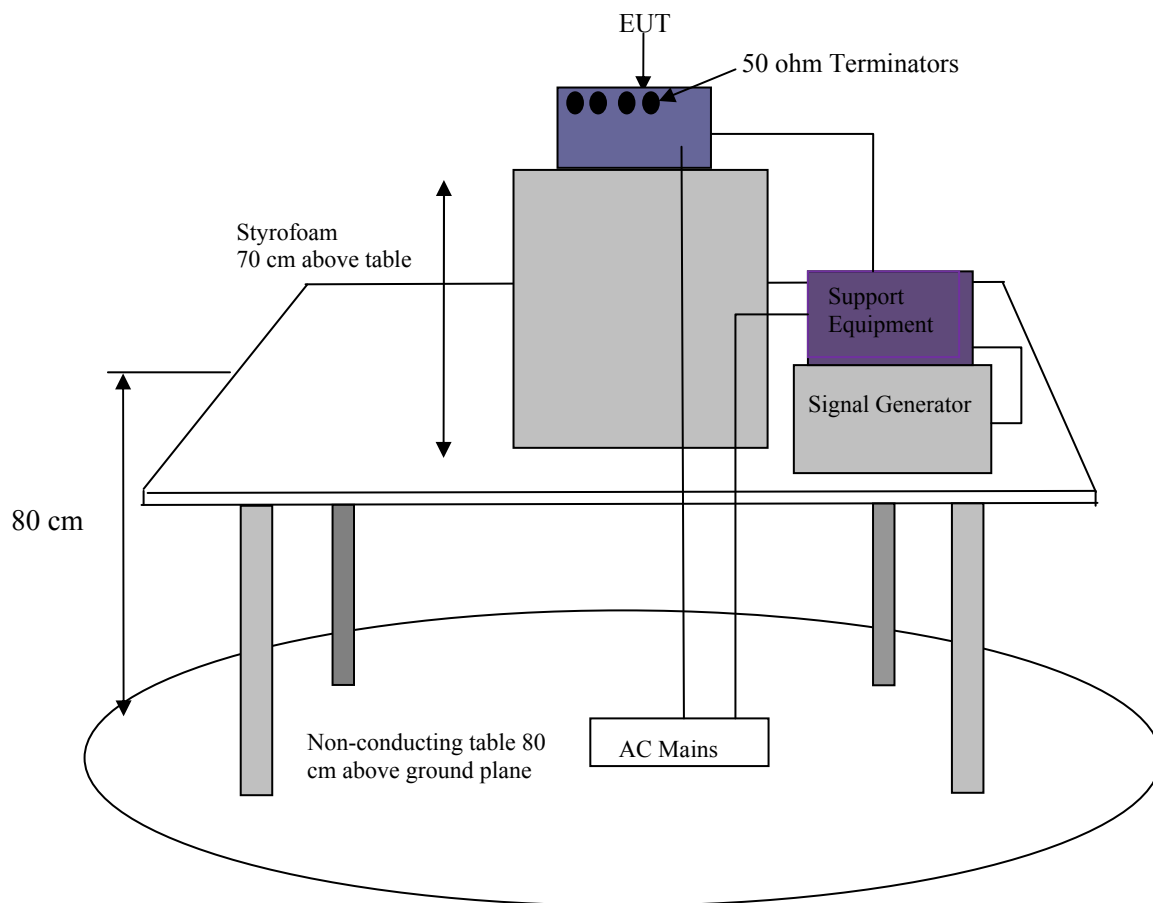 EUT
50 ohm Terminators
Styrofoam
70 cm above table
Support
Equipment
Signal Generator
80 cm
Non-conducting table 80
cm above ground plane
AC Mains